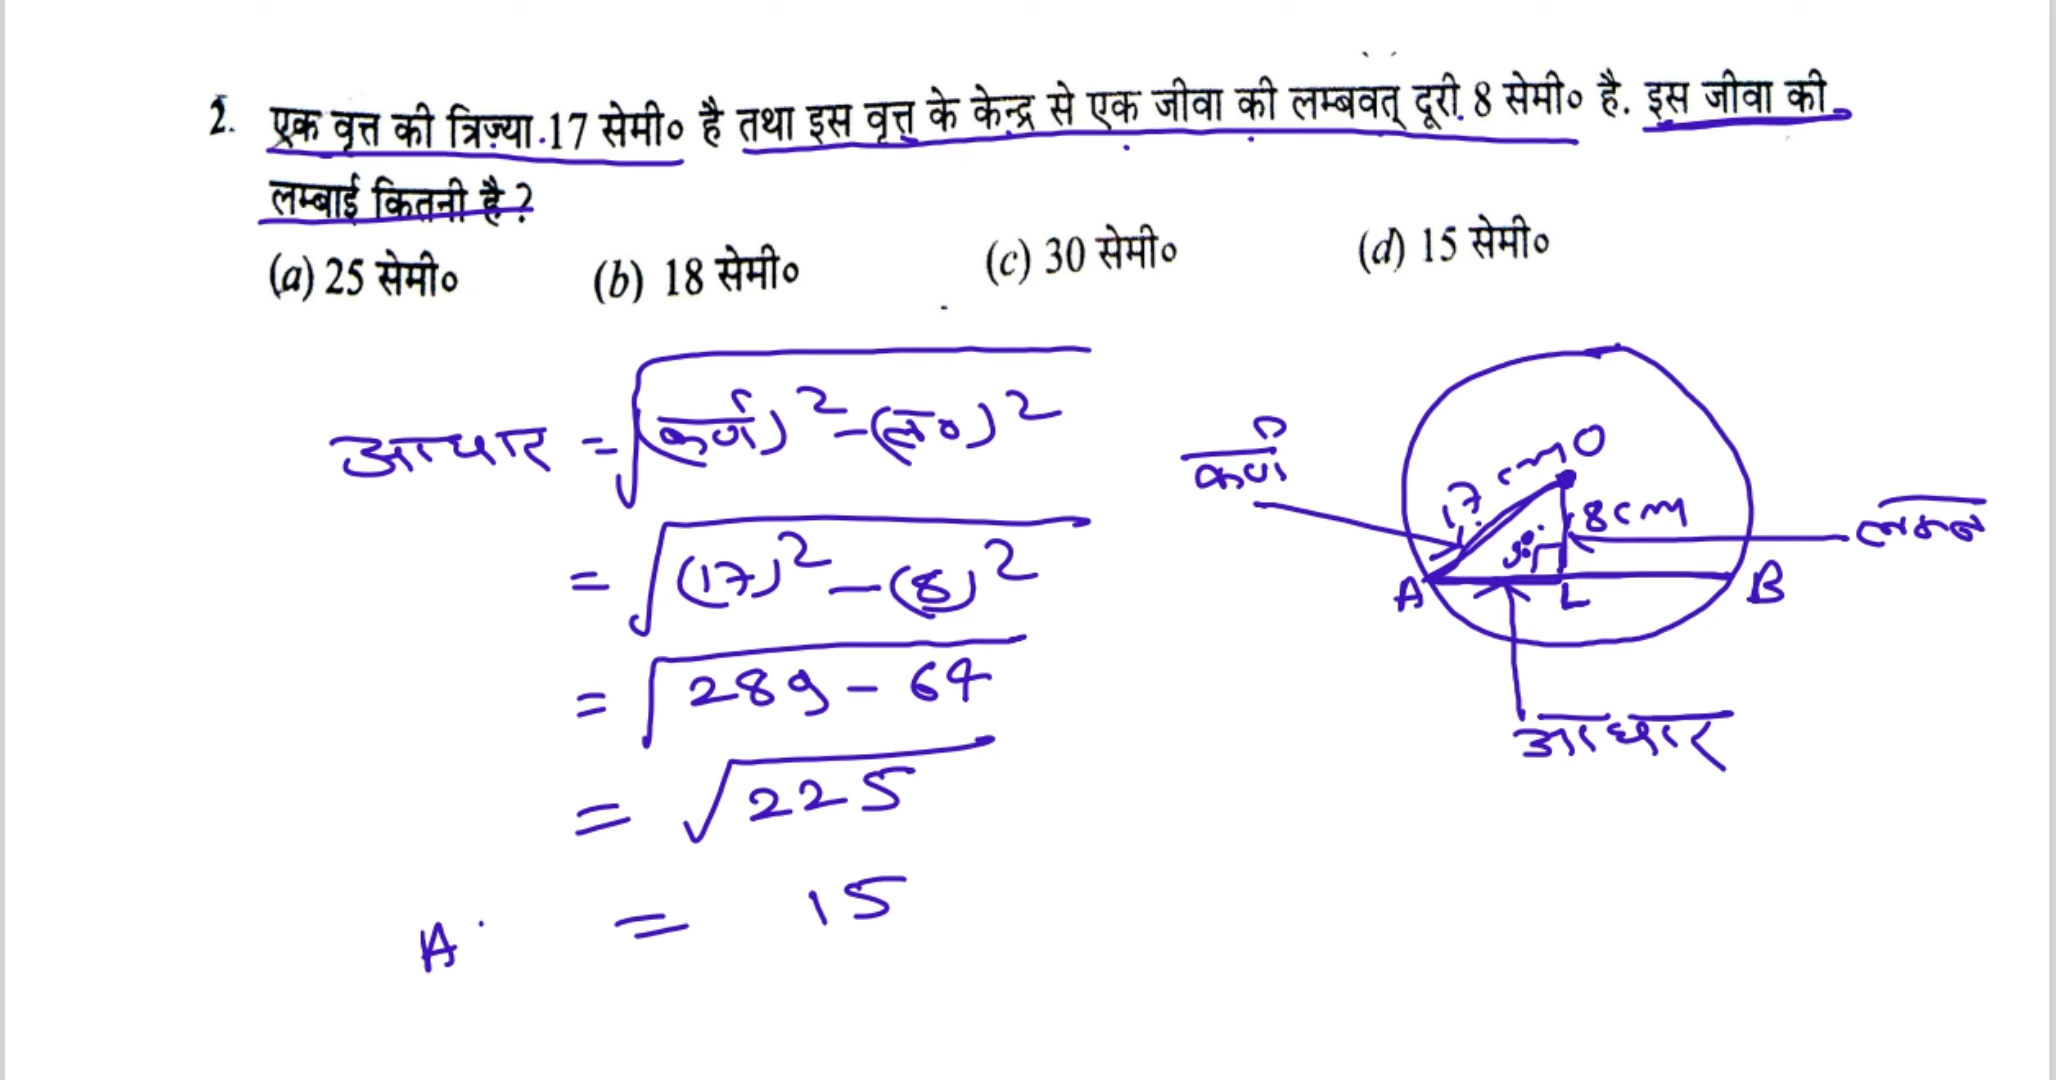 2. एक वृत्त की त्रिज्या 17 सेमी० है तथा इस वृत्त के केन्द्र से एक जीवा की लम्बवत् दूरी 8 सेमी० है. इस जीवा की
लम्बाई कितनी है ?
(a) 25 सेमी० (b) 18 सेमी० (c) 30 सेमी० (d) 15 सेमी०
आधार = √(कर्ण)² - (ल०)²
= √(17)² - (8)²
= √289 - 64
= √225
A = 15
कर्ण
17 cm O
8cm
90°
लम्ब
A L B
आधार